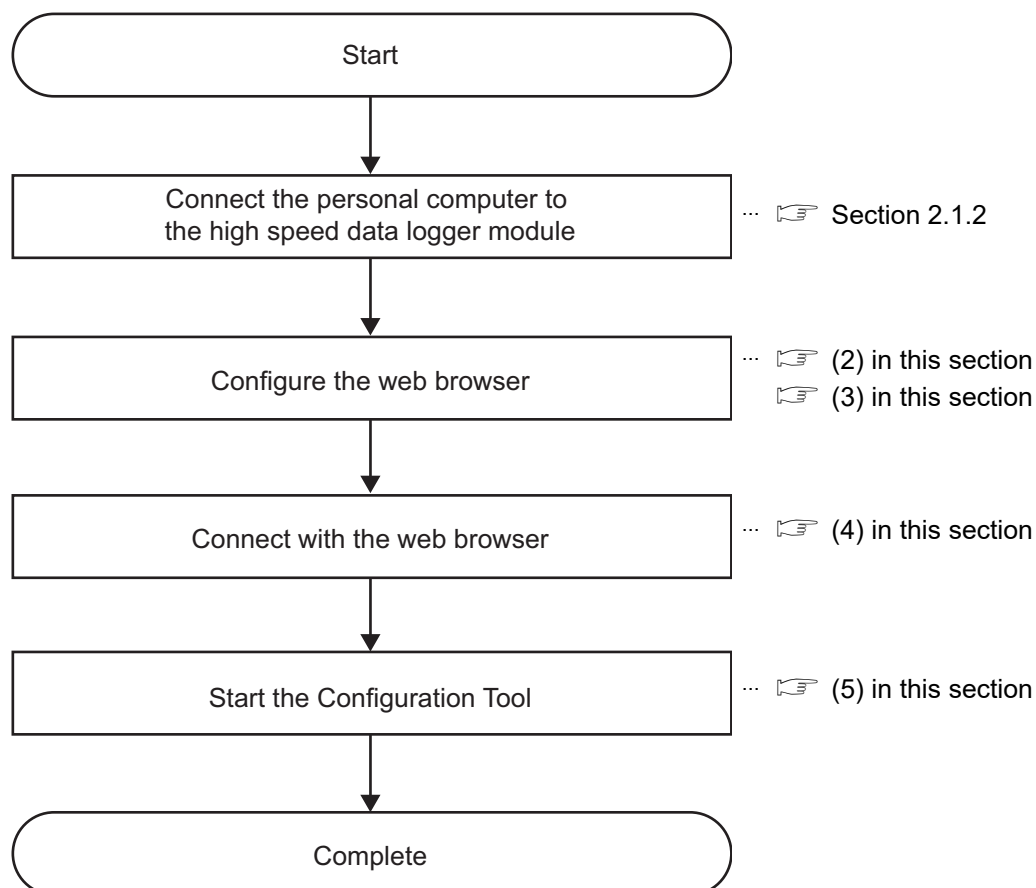 Start
Connect the personal computer to
the high speed data logger module
... ☞ Section 2.1.2
Configure the web browser
... ☞ (2) in this section
☞ (3) in this section
Connect with the web browser
... ☞ (4) in this section
Start the Configuration Tool
... ☞ (5) in this section
Complete